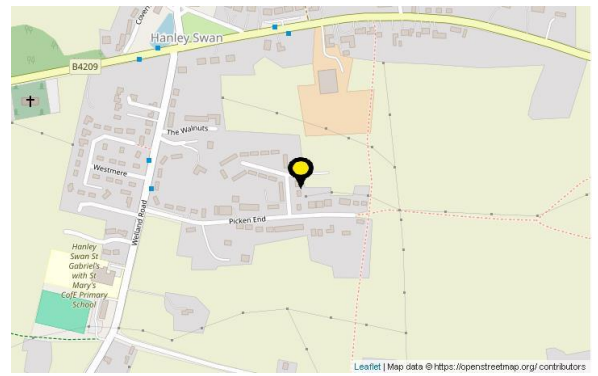 Coven
Hanley Swan
B4209
The Walnuts
Westmere
Welland Road
Picken End
Hanley
Swan St
Gabriel's
with St
Mary's
CofE Primary
School
Leaflet | Map data © https://openstreetmap.org/ contributors